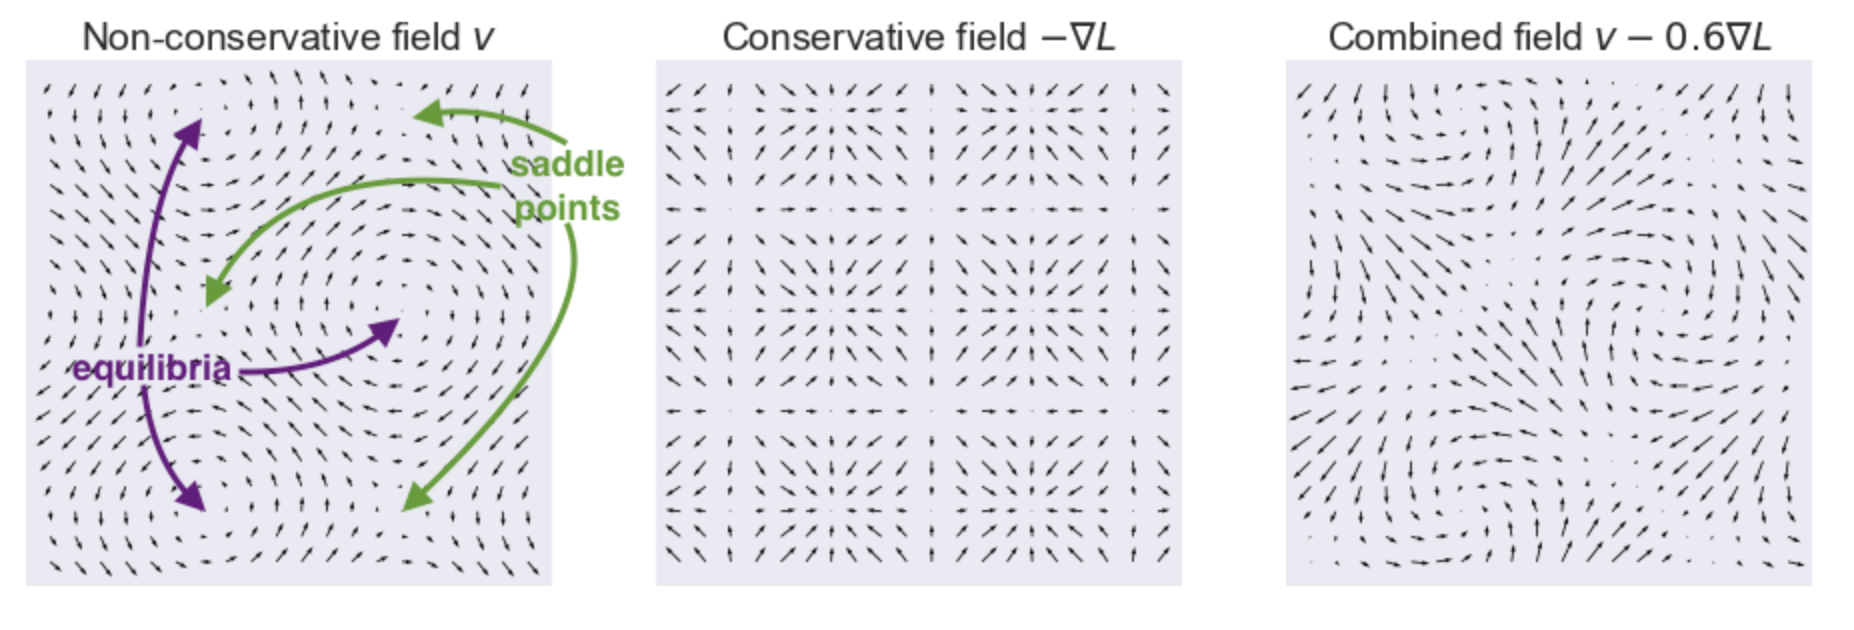 Non-conservative field v
Conservative field −∇L
Combined field v − 0.6∇L
saddle
points
equilibria